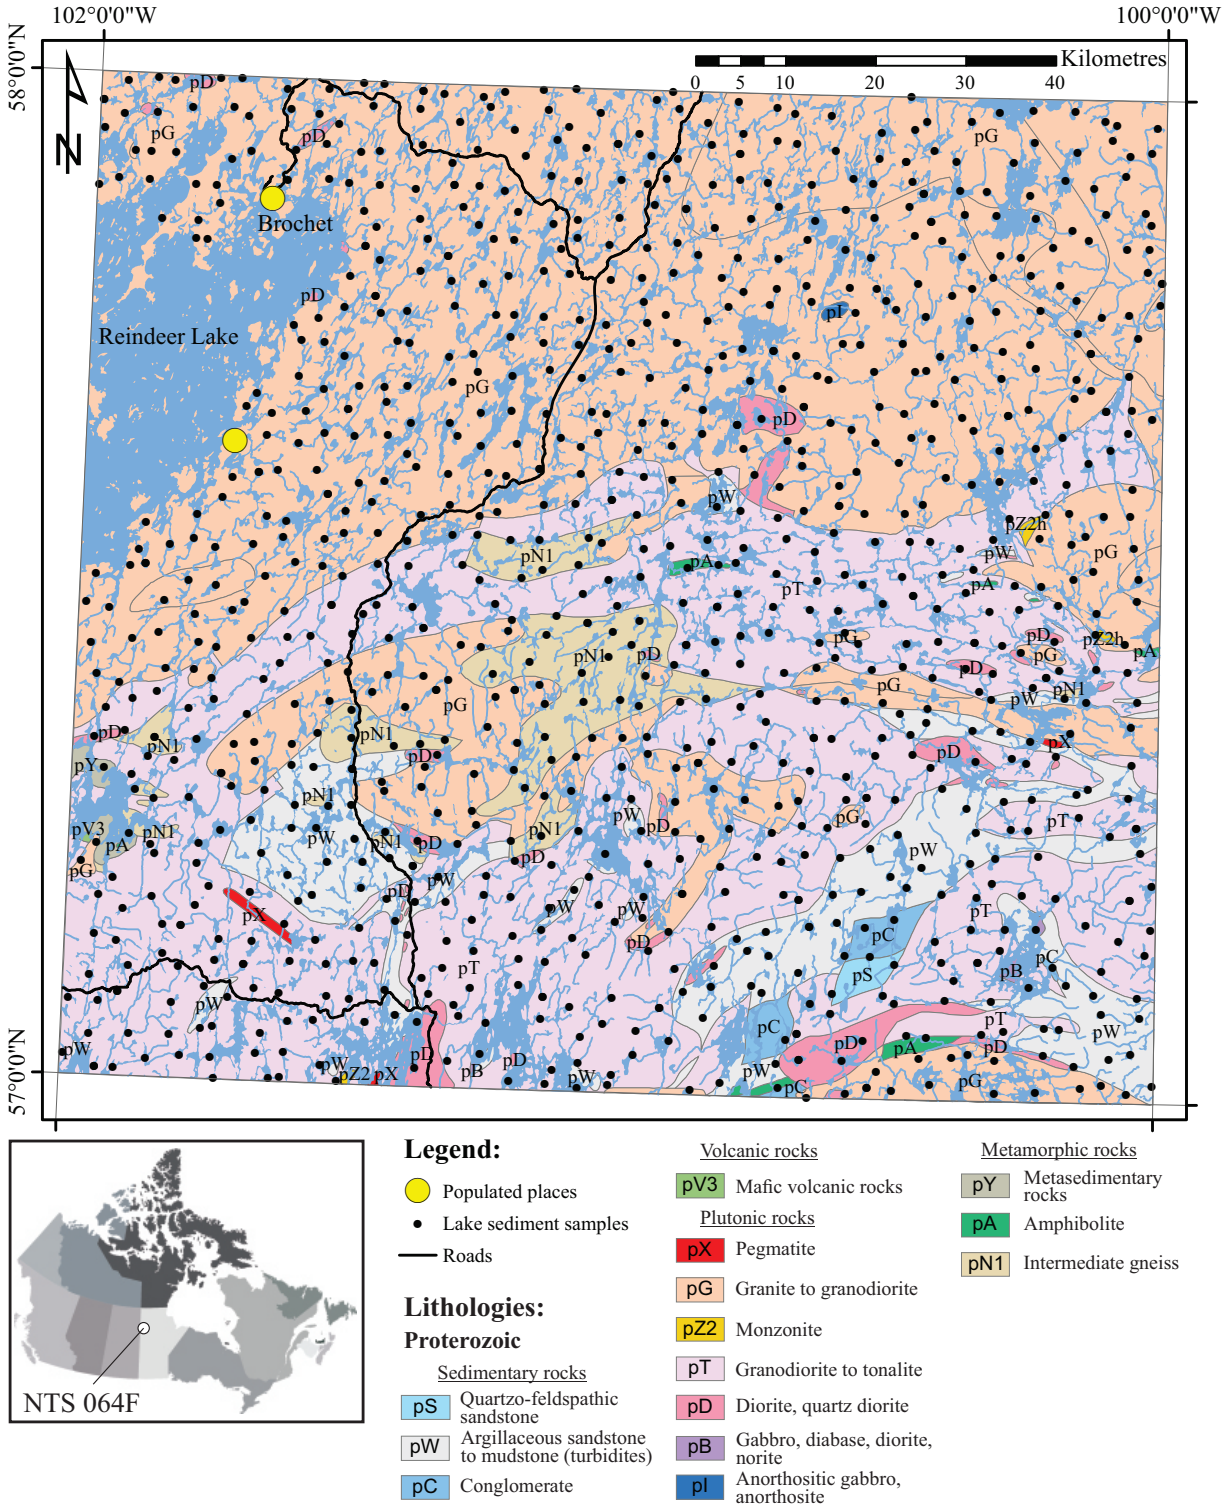 102°0'0"W
100°0'0"W
58°0'0"N
Kilometres
0 5 10 20 30 40
N
pD
pG
pD
pG
Brochet
pD
Reindeer Lake
pI
pG
pD
pW
pZ2h
pN1
pA
pW
pG
pT
pA
pN1
pD
pG
pD
pG
pZ2h
pA
pD
pG
pW
pN1
pG
pD
pN1
pN1
pD
pD
pX
pY
pN1
pW
pD
pG
pT
pV3
pA
pN1
pW
pN1
pD
pN1
pD
pW
pG
pD
pW
pX
pW
pW
pT
pC
pD
pT
pS
pB
pC
pW
pC
pT
pW
57°0'0"N
pW
pW
pZ2
pX
pD
pB
pD
pW
pW
pC
pD
pA
pD
pG
Legend:
Populated places
Lake sediment samples
Roads
Lithologies:
Proterozoic
Sedimentary rocks
pS Quartzo-feldspathic
sandstone
pW Argillaceous sandstone
to mudstone (turbidites)
pC Conglomerate
Volcanic rocks
pV3 Mafic volcanic rocks
Plutonic rocks
pX Pegmatite
pG Granite to granodiorite
pZ2 Monzonite
pT Granodiorite to tonalite
pD Diorite, quartz diorite
pB Gabbro, diabase, diorite,
norite
pI Anorthositic gabbro,
anorthosite
Metamorphic rocks
pY Metasedimentary
rocks
pA Amphibolite
pN1 Intermediate gneiss
NTS 064F